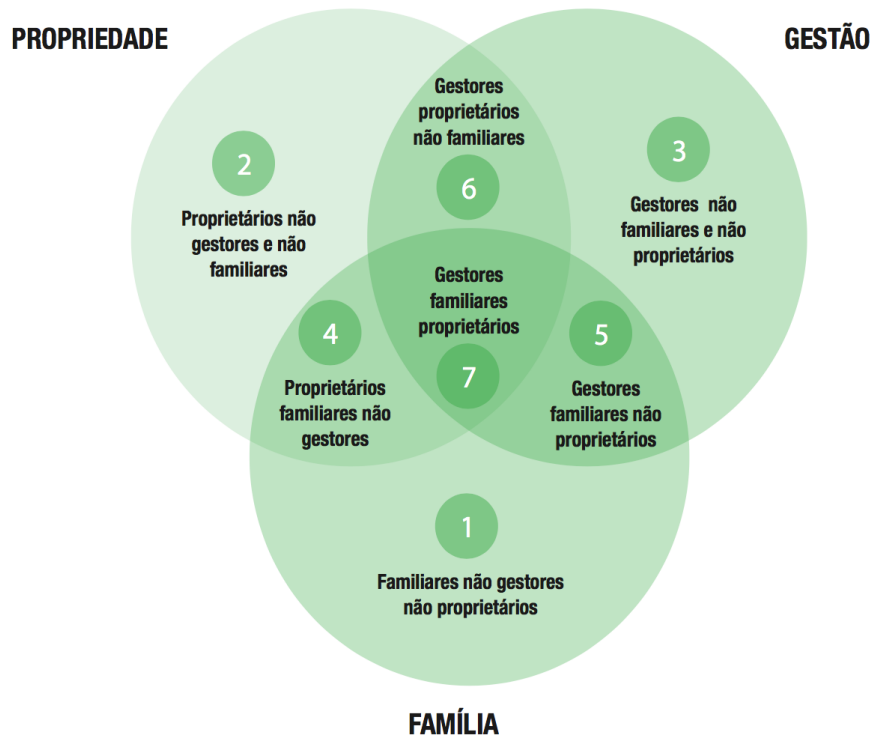 PROPRIEDADE
GESTÃO
Gestores
proprietários
não familiares
6
2
Proprietários não
gestores e não
familiares
3
Gestores não
familiares e não
proprietários
Gestores
familiares
proprietários
7
4
Proprietários
familiares não
gestores
5
Gestores
familiares não
proprietários
1
Familiares não gestores
não proprietários
FAMÍLIA